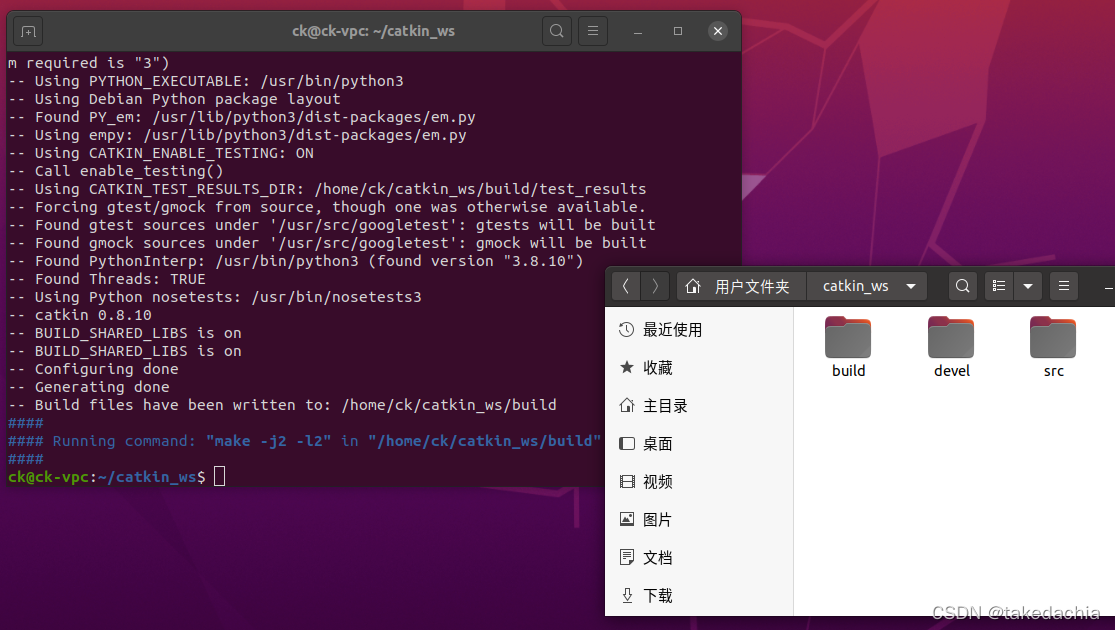 ck@ck-vpc: ~/catkin_ws
m required is "3")
-- Using PYTHON_EXECUTABLE: /usr/bin/python3
-- Using Debian Python package layout
-- Found PY_em: /usr/lib/python3/dist-packages/em.py
-- Using empy: /usr/lib/python3/dist-packages/em.py
-- Using CATKIN_ENABLE_TESTING: ON
-- Call enable_testing()
-- Using CATKIN_TEST_RESULTS_DIR: /home/ck/catkin_ws/build/test_results
-- Forcing gtest/gmock from source, though one was otherwise available.
-- Found gtest sources under '/usr/src/googletest': gtests will be built
-- Found gmock sources under '/usr/src/googletest': gmock will be built
-- Found PythonInterp: /usr/bin/python3 (found version "3.8.10")
-- Found Threads: TRUE
-- Using Python nosetests: /usr/bin/nosetests3
-- catkin 0.8.10
-- BUILD_SHARED_LIBS is on
-- BUILD_SHARED_LIBS is on
-- Configuring done
-- Generating done
-- Build files have been written to: /home/ck/catkin_ws/build
####
#### Running command: "make -j2 -l2" in "/home/ck/catkin_ws/build"
####
ck@ck-vpc:~/catkin_ws$
用户文件夹 catkin_ws
最近使用
收藏
主目录
桌面
视频
图片
文档
下载
build devel src
CSDN @takedachia